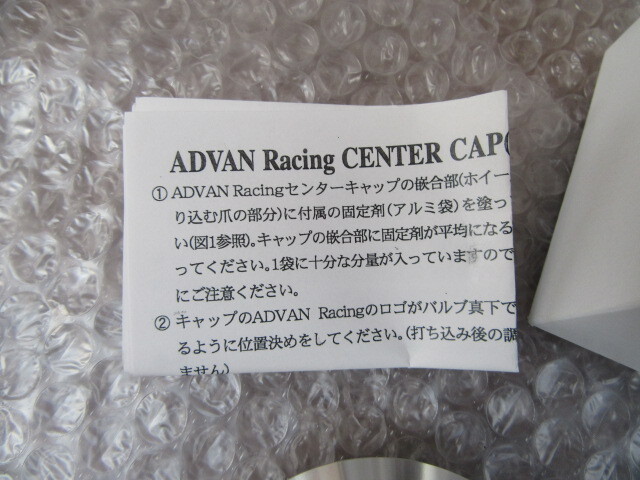 ADVAN Racing CENTER CAP
① ADVAN Racingセンターキャップの嵌合部(ホイー
り込む爪の部分)に付属の固定剤(アルミ袋)を塗っ
い(図1参照)。キャップの嵌合部に固定剤が平均になる
ってください。1袋に十分な分量が入っていますので
にご注意ください。
② キャップのADVAN Racingのロゴがバルブ真下で
るように位置決めをしてください。(打ち込み後の調
ません)